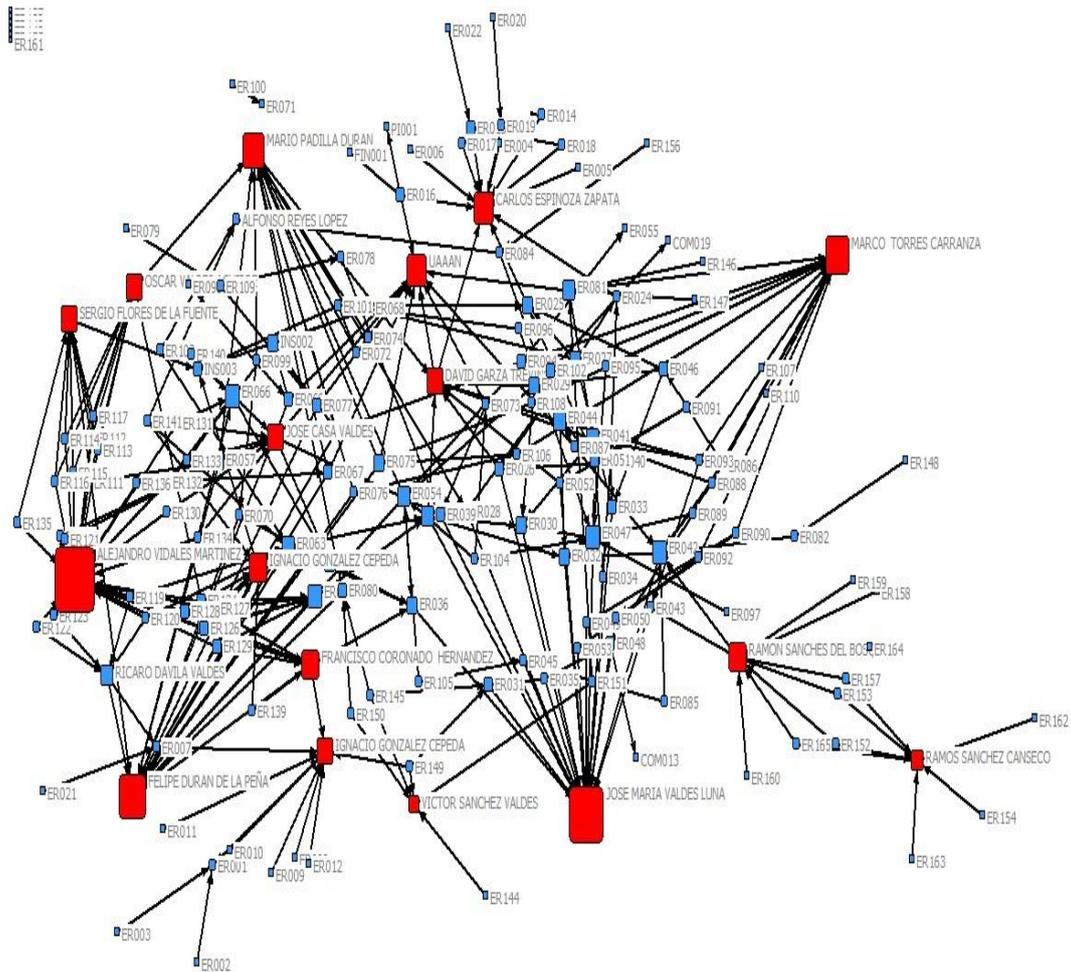 ER161
ER022
ER020
ER100
ER071
PI001
ER019
ER014
MARIO PADILLA DURAN
FIN001
ER006
ER017
ER004
ER018
ER156
ER005
ER016
CARLOS ESPINOZA ZAPATA
ER079
ALFONSO REYES LOPEZ
ER055
COM019
MARCO TORRES CARRANZA
ER078
ER084
UAAAN
ER146
ER109
ER081
ER024
ER147
SERGIO FLORES DE LA FUENTE
ER101
ER068
ER025
ER096
INS002
ER074
ER072
ER140
ER099
INS003
ER102
ER095
ER046
ER107
DAVID GARZA
ER029
ER110
ER066
ER077
ER073
ER108
ER091
ER117
ER141
ER131
ER044
ER114
JOSE CASA VALDES
ER041
ER113
ER087
ER133
ER057
ER106
ER051
ER093
ER086
ER148
ER115
ER067
ER075
ER026
ER116
ER136
ER132
ER076
ER052
ER088
ER054
ER033
ER135
ER130
ER070
ER039
ER030
ER089
ER121
ER134
ER063
ER047
ER090
ER082
ALEJANDRO VIDALES MARTINEZ
IGNACIO GONZALEZ CEPEDA
ER104
ER042
ER092
ER034
ER159
ER158
ER119
ER128
ER127
ER080
ER036
ER043
ER097
ER123
ER122
ER120
ER126
ER050
ER129
ER048
ER053
RAMON SANCHES DEL
ER164
RICARO DAVILA VALDES
FRANCISCO CORONADO HERNANDEZ
ER045
ER105
ER031
ER035
ER151
ER157
ER153
ER145
ER085
ER139
ER150
ER162
ER007
IGNACIO GONZALEZ CEPEDA
ER165
ER152
ER149
COM013
RAMOS SANCHEZ CANSECO
ER160
FELIPE DURAN DE LA PEÑA
ER021
VICTOR SANCHEZ VALDES
JOSE MARIA VALDES LUNA
ER154
ER011
ER010
ER001
ER009
ER012
ER163
ER144
ER003
ER002